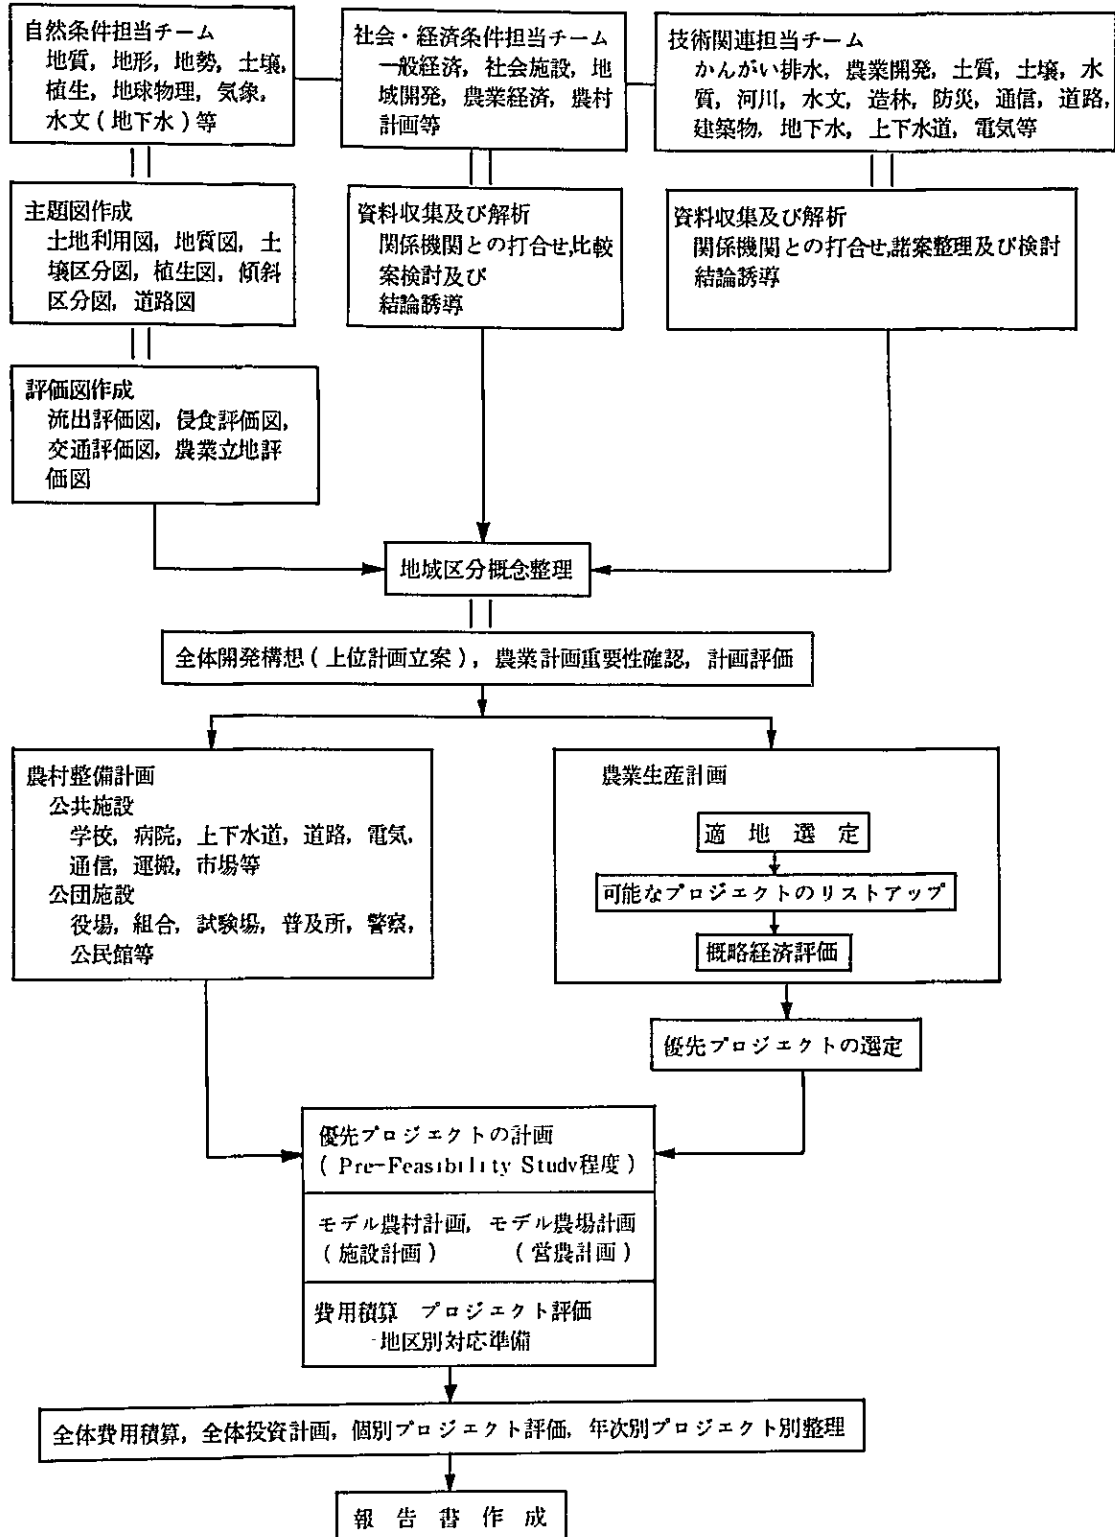 自然条件担当チーム
地質，地形，地勢，土壌，
植生，地球物理，気象，
水文（地下水）等
社会・経済条件担当チーム
一般経済，社会施設，地
域開発，農業経済，農村
計画等
技術関連担当チーム
かんがい排水，農業開発，土質，土壌，水
質，河川，水文，造林，防災，通信，道路，
建築物，地下水，上下水道，電気等
主題図作成
土地利用図，地質図，土
壌区分図，植生図，傾斜
区分図，道路図
資料収集及び解析
関係機関との打合せ，比較
案検討及び
結論誘導
資料収集及び解析
関係機関との打合せ，諸案整理及び検討
結論誘導
評価図作成
流出評価図，侵食評価図，
交通評価図，農業立地評
価図
地域区分概念整理
全体開発構想（上位計画立案），農業計画重要性確認，計画評価
農村整備計画
公共施設
学校，病院，上下水道，道路，電気，
通信，運搬，市場等
公団施設
役場，組合，試験場，普及所，警察，
公民館等
農業生産計画
適地選定
可能なプロジェクトのリストアップ
概略経済評価
優先プロジェクトの選定
優先プロジェクトの計画
（Pre-Feasibility Study程度）
モデル農村計画，モデル農場計画
（施設計画）（営農計画）
費用積算　プロジェクト評価
地区別対応準備
全体費用積算，全体投資計画，個別プロジェクト評価，年次別プロジェクト別整理
報告書作成